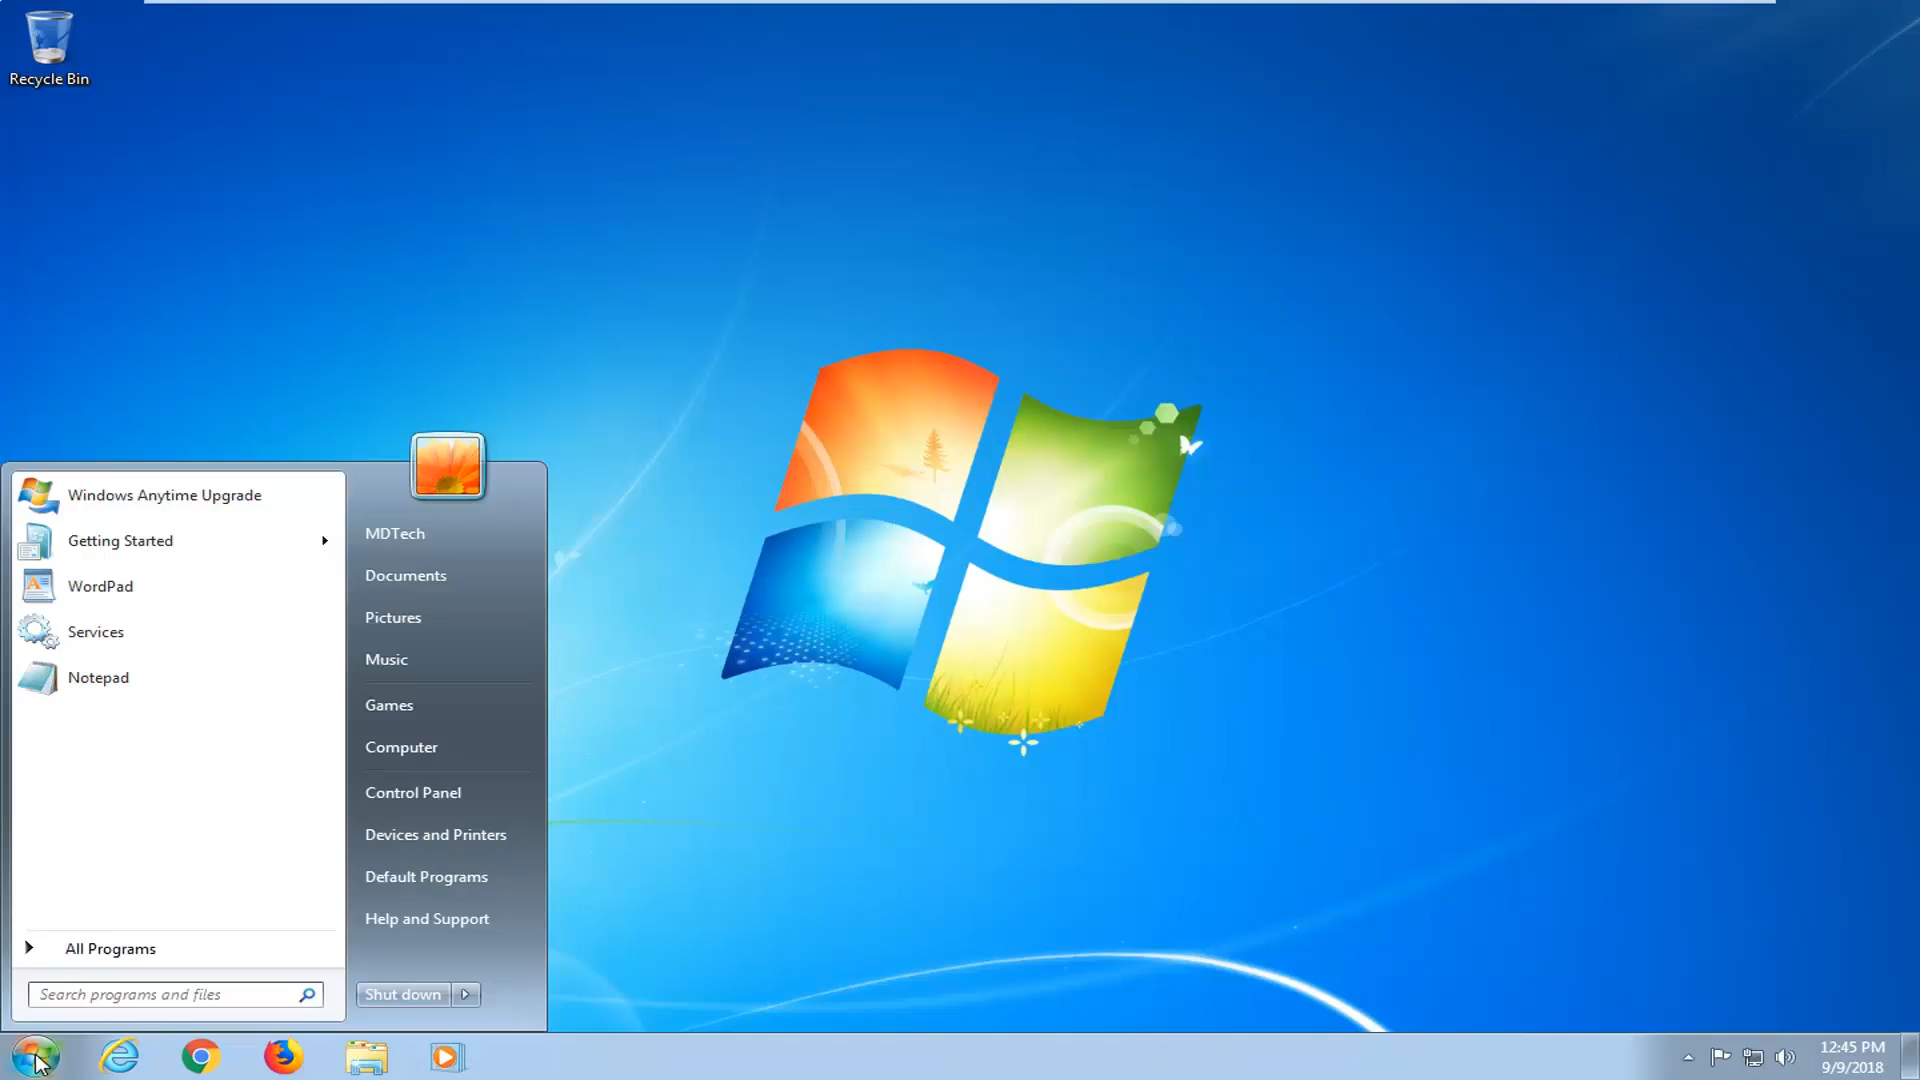 Recycle Bin
Windows Anytime Upgrade
Getting Started
WordPad
Services
Notepad
All Programs
Search programs and files
MDTech
Documents
Pictures
Music
Games
Computer
Control Panel
Devices and Printers
Default Programs
Help and Support
Shut down
12:45 PM
9/9/2018